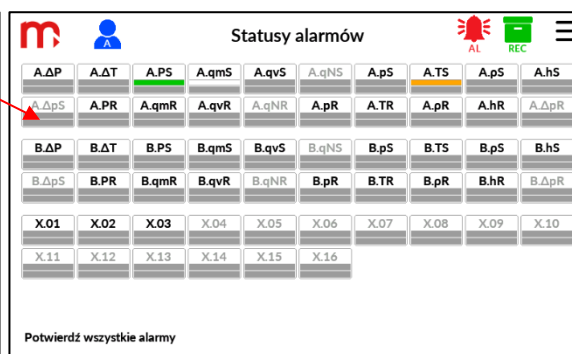 Statusy alarmów
A
AL REC
A.ΔP A.ΔT A.PS A.qmS A.qvS A.qNS A.pS A.TS A.ρS A.hS
A.ΔpS A.PR A.qmR A.qvR A.qNR A.pR A.TR A.ρR A.hR A.ΔpR
B.ΔP B.ΔT B.PS B.qmS B.qvS B.qNS B.pS B.TS B.ρS B.hS
B.ΔpS B.PR B.qmR B.qvR B.qNR B.pR B.TR B.ρR B.hR B.ΔpR
X.01 X.02 X.03 X.04 X.05 X.06 X.07 X.08 X.09 X.10
X.11 X.12 X.13 X.14 X.15 X.16
Potwierdź wszystkie alarmy